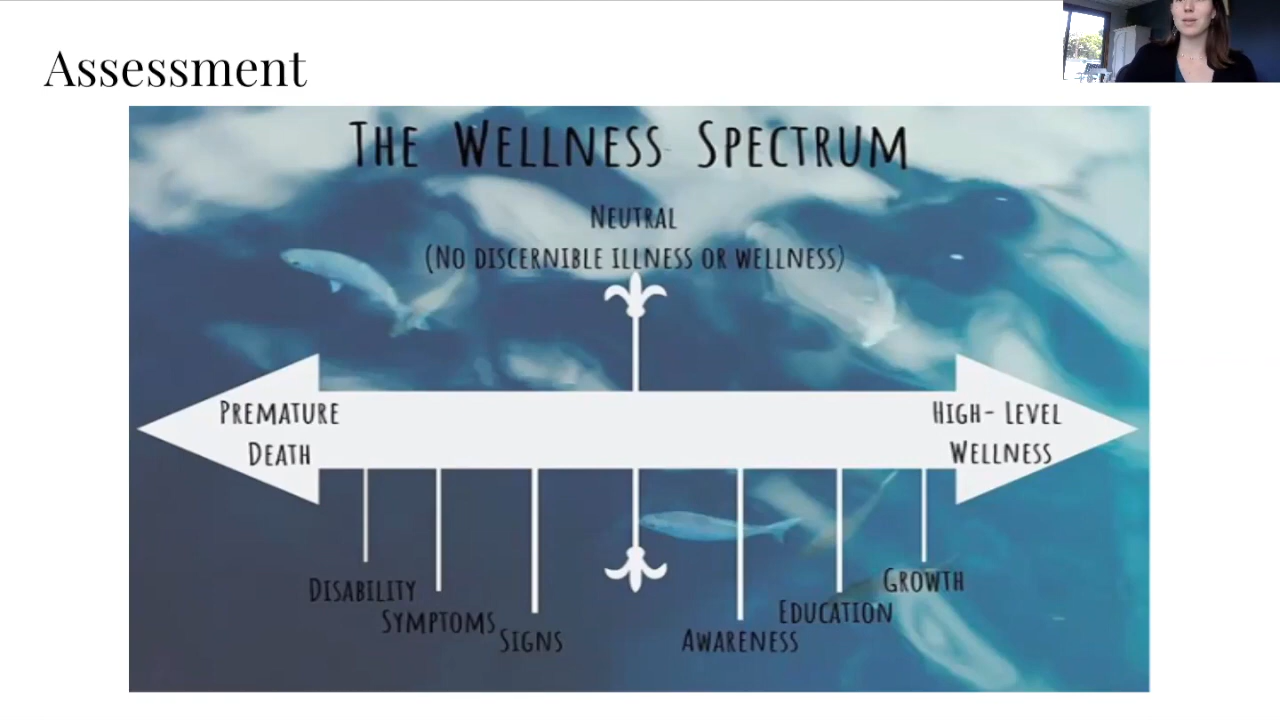 Assessment
THE WELLNESS SPECTRUM
NEUTRAL
(NO DISCERNIBLE ILLNESS OR WELLNESS)
PREMATURE
DEATH
HIGH- LEVEL
WELLNESS
DISABILITY
SYMPTOMS
SIGNS
AWARENESS
EDUCATION
GROWTH